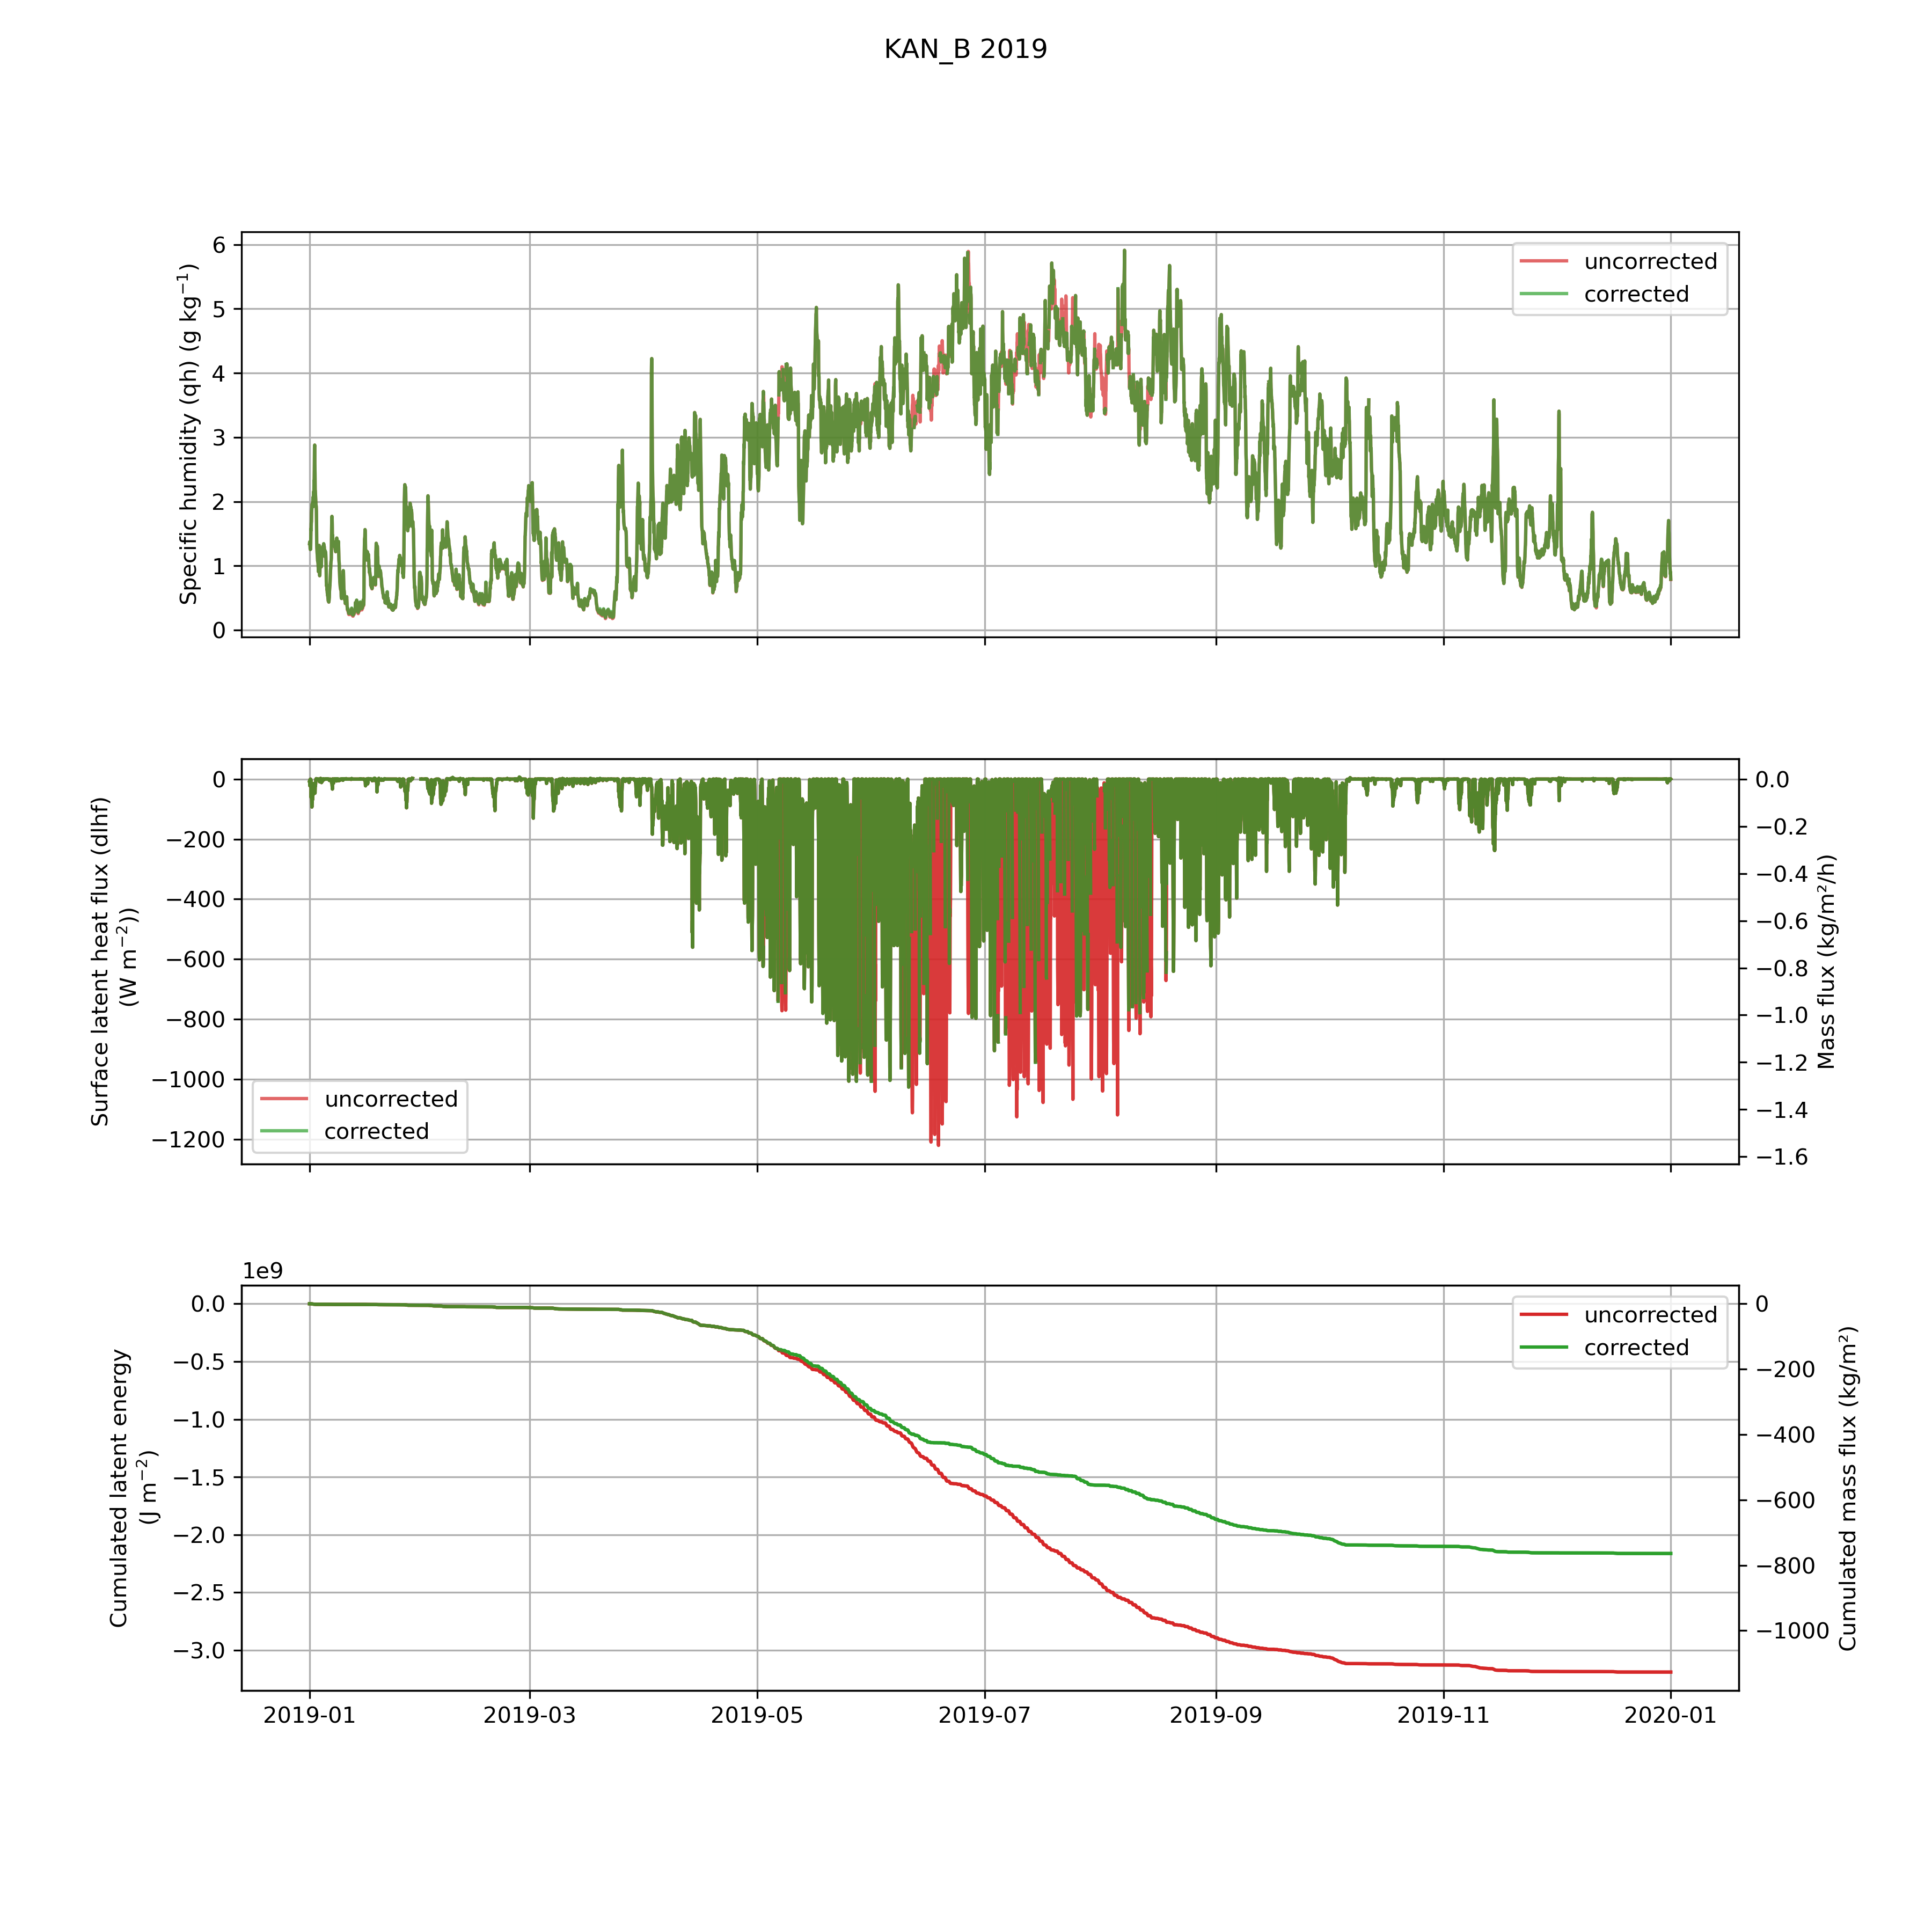 KAN_B 2019
Specific humidity (qh) (g kg⁻¹)
6
5
4
3
2
1
0
uncorrected
corrected
Surface latent heat flux (dlhf)
(W m⁻²))
0
−200
−400
−600
−800
−1000
−1200
uncorrected
corrected
0.0
−0.2
−0.4
−0.6
−0.8
−1.0
−1.2
−1.4
−1.6
Mass flux (kg/m²/h)
1e9
Cumulated latent energy
(J m⁻²)
0.0
−0.5
−1.0
−1.5
−2.0
−2.5
−3.0
uncorrected
corrected
0
−200
−400
−600
−800
−1000
Cumulated mass flux (kg/m²)
2019-01
2019-03
2019-05
2019-07
2019-09
2019-11
2020-01